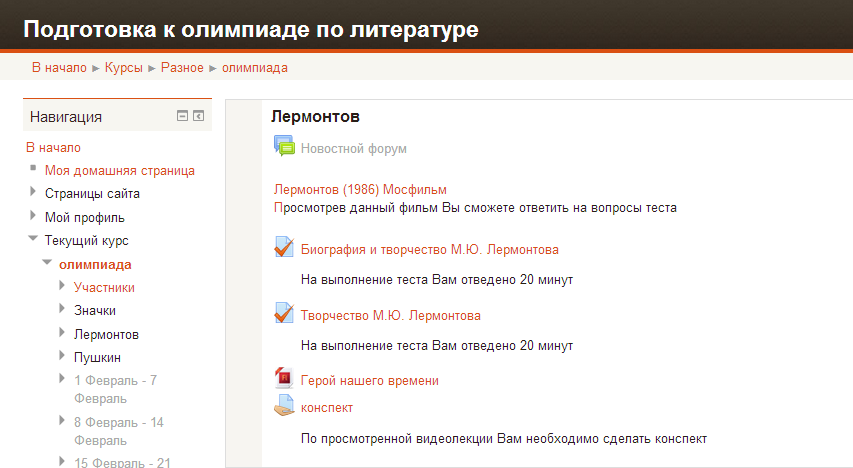 Подготовка к олимпиаде по литературе
В начало ► Курсы ► Разное ► олимпиада
Навигация
В начало
Моя домашняя страница
Страницы сайта
Мой профиль
Текущий курс
олимпиада
Участники
Значки
Лермонтов
Пушкин
1 Февраль - 7
Февраль
8 Февраль - 14
Февраль
15 Февраль - 21
Лермонтов
Новостной форум
Лермонтов (1986) Мосфильм
Просмотрев данный фильм Вы сможете ответить на вопросы теста
Биография и творчество М.Ю. Лермонтова
На выполнение теста Вам отведено 20 минут
Творчество М.Ю. Лермонтова
На выполнение теста Вам отведено 20 минут
Герой нашего времени
конспект
По просмотренной видеолекции Вам необходимо сделать конспект